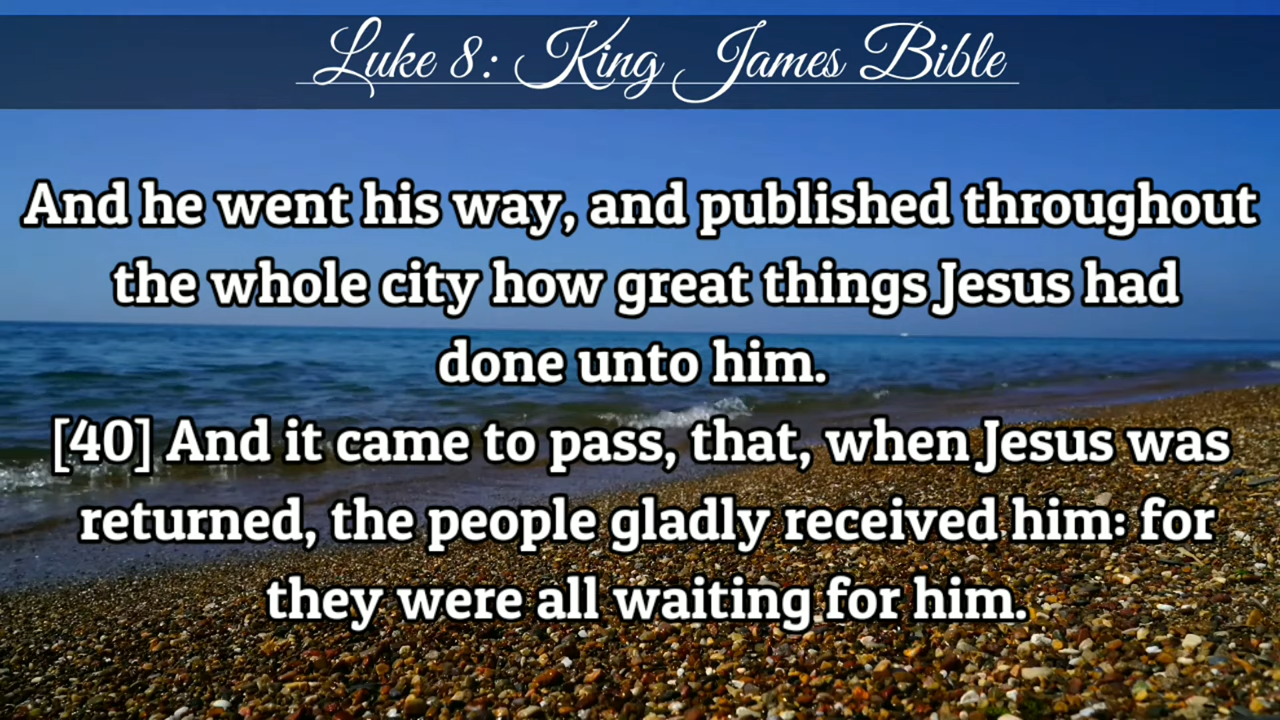 Luke 8: King James Bible
And he went his way, and published throughout
the whole city how great things Jesus had
done unto him.
[40] And it came to pass, that, when Jesus was
returned, the people gladly received him: for
they were all waiting for him.